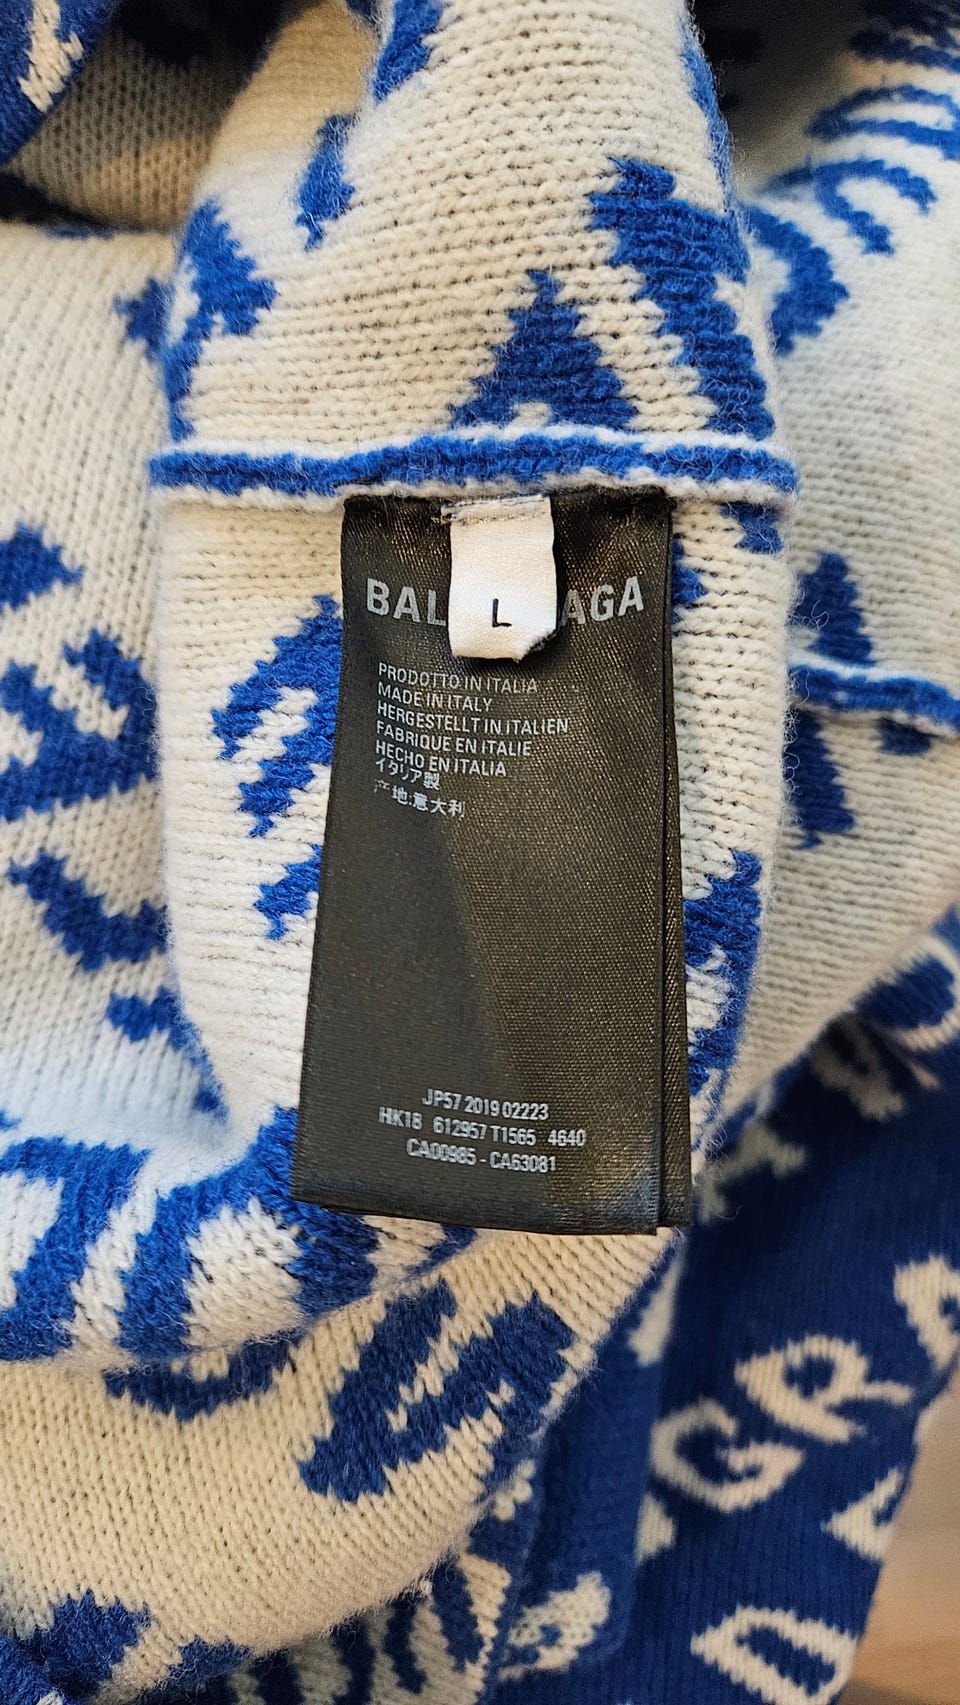 BAL AGA
L
PRODOTTO IN ITALIA
MADE IN ITALY
HERGESTELLT IN ITALIEN
FABRIQUE EN ITALIE
HECHO EN ITALIA
イタリア製
产地:意大利
JP57 2019 02223
HK18 612957 T1565 4640
CA00985 - CA63081